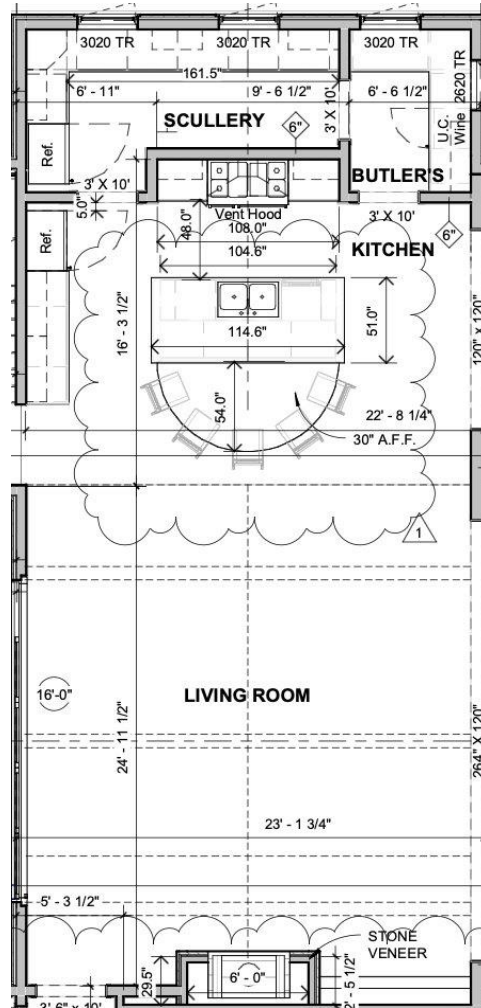 3020 TR
3020 TR
3020 TR
161.5"
6' - 11"
9' - 6 1/2"
6' - 6 1/2"
2620 TR
SCULLERY
6"
3' X 10'
U.C.
Wine
Ref.
BUTLER'S
3' X 10'
5.0"
Vent Hood
3' X 10'
6"
48.0"
108.0"
KITCHEN
Ref.
104.6"
16' - 3 1/2"
114.6"
51.0"
120" X 120"
54.0"
22' - 8 1/4"
30" A.F.F.
1
16'-0"
LIVING ROOM
24' - 11 1/2"
264" X 120"
23' - 1 3/4"
5' - 3 1/2"
STONE
VENEER
6' - 0"
29.5"
2' - 5 1/2"
3' 6" x 10'